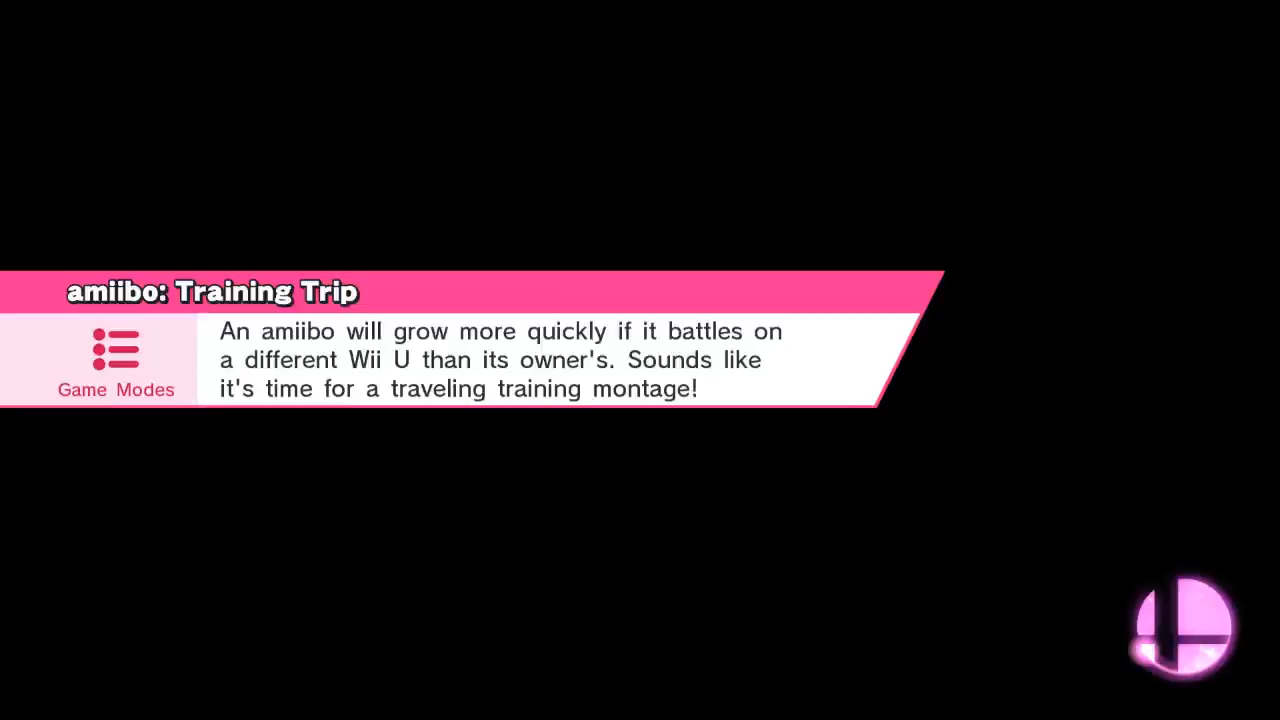 amiibo: Training Trip
Game Modes
An amiibo will grow more quickly if it battles on
a different Wii U than its owner's. Sounds like
it's time for a traveling training montage!